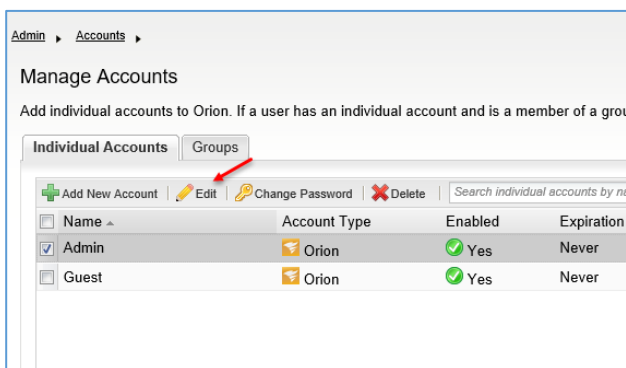 Admin Accounts
Manage Accounts
Add individual accounts to Orion. If a user has an individual account and is a member of a grou
Individual Accounts Groups
Add New Account Edit Change Password Delete Search individual accounts by na
Name Account Type Enabled Expiration
Admin Orion Yes Never
Guest Orion Yes Never